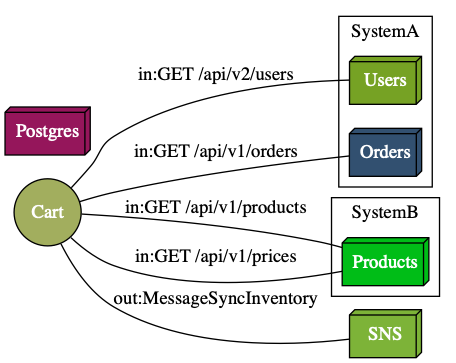 SystemA
in:GET /api/v2/users
Users
Postgres
in:GET /api/v1/orders
Orders
Cart
in:GET /api/v1/products
SystemB
in:GET /api/v1/prices
Products
out:MessageSyncInventory
SNS